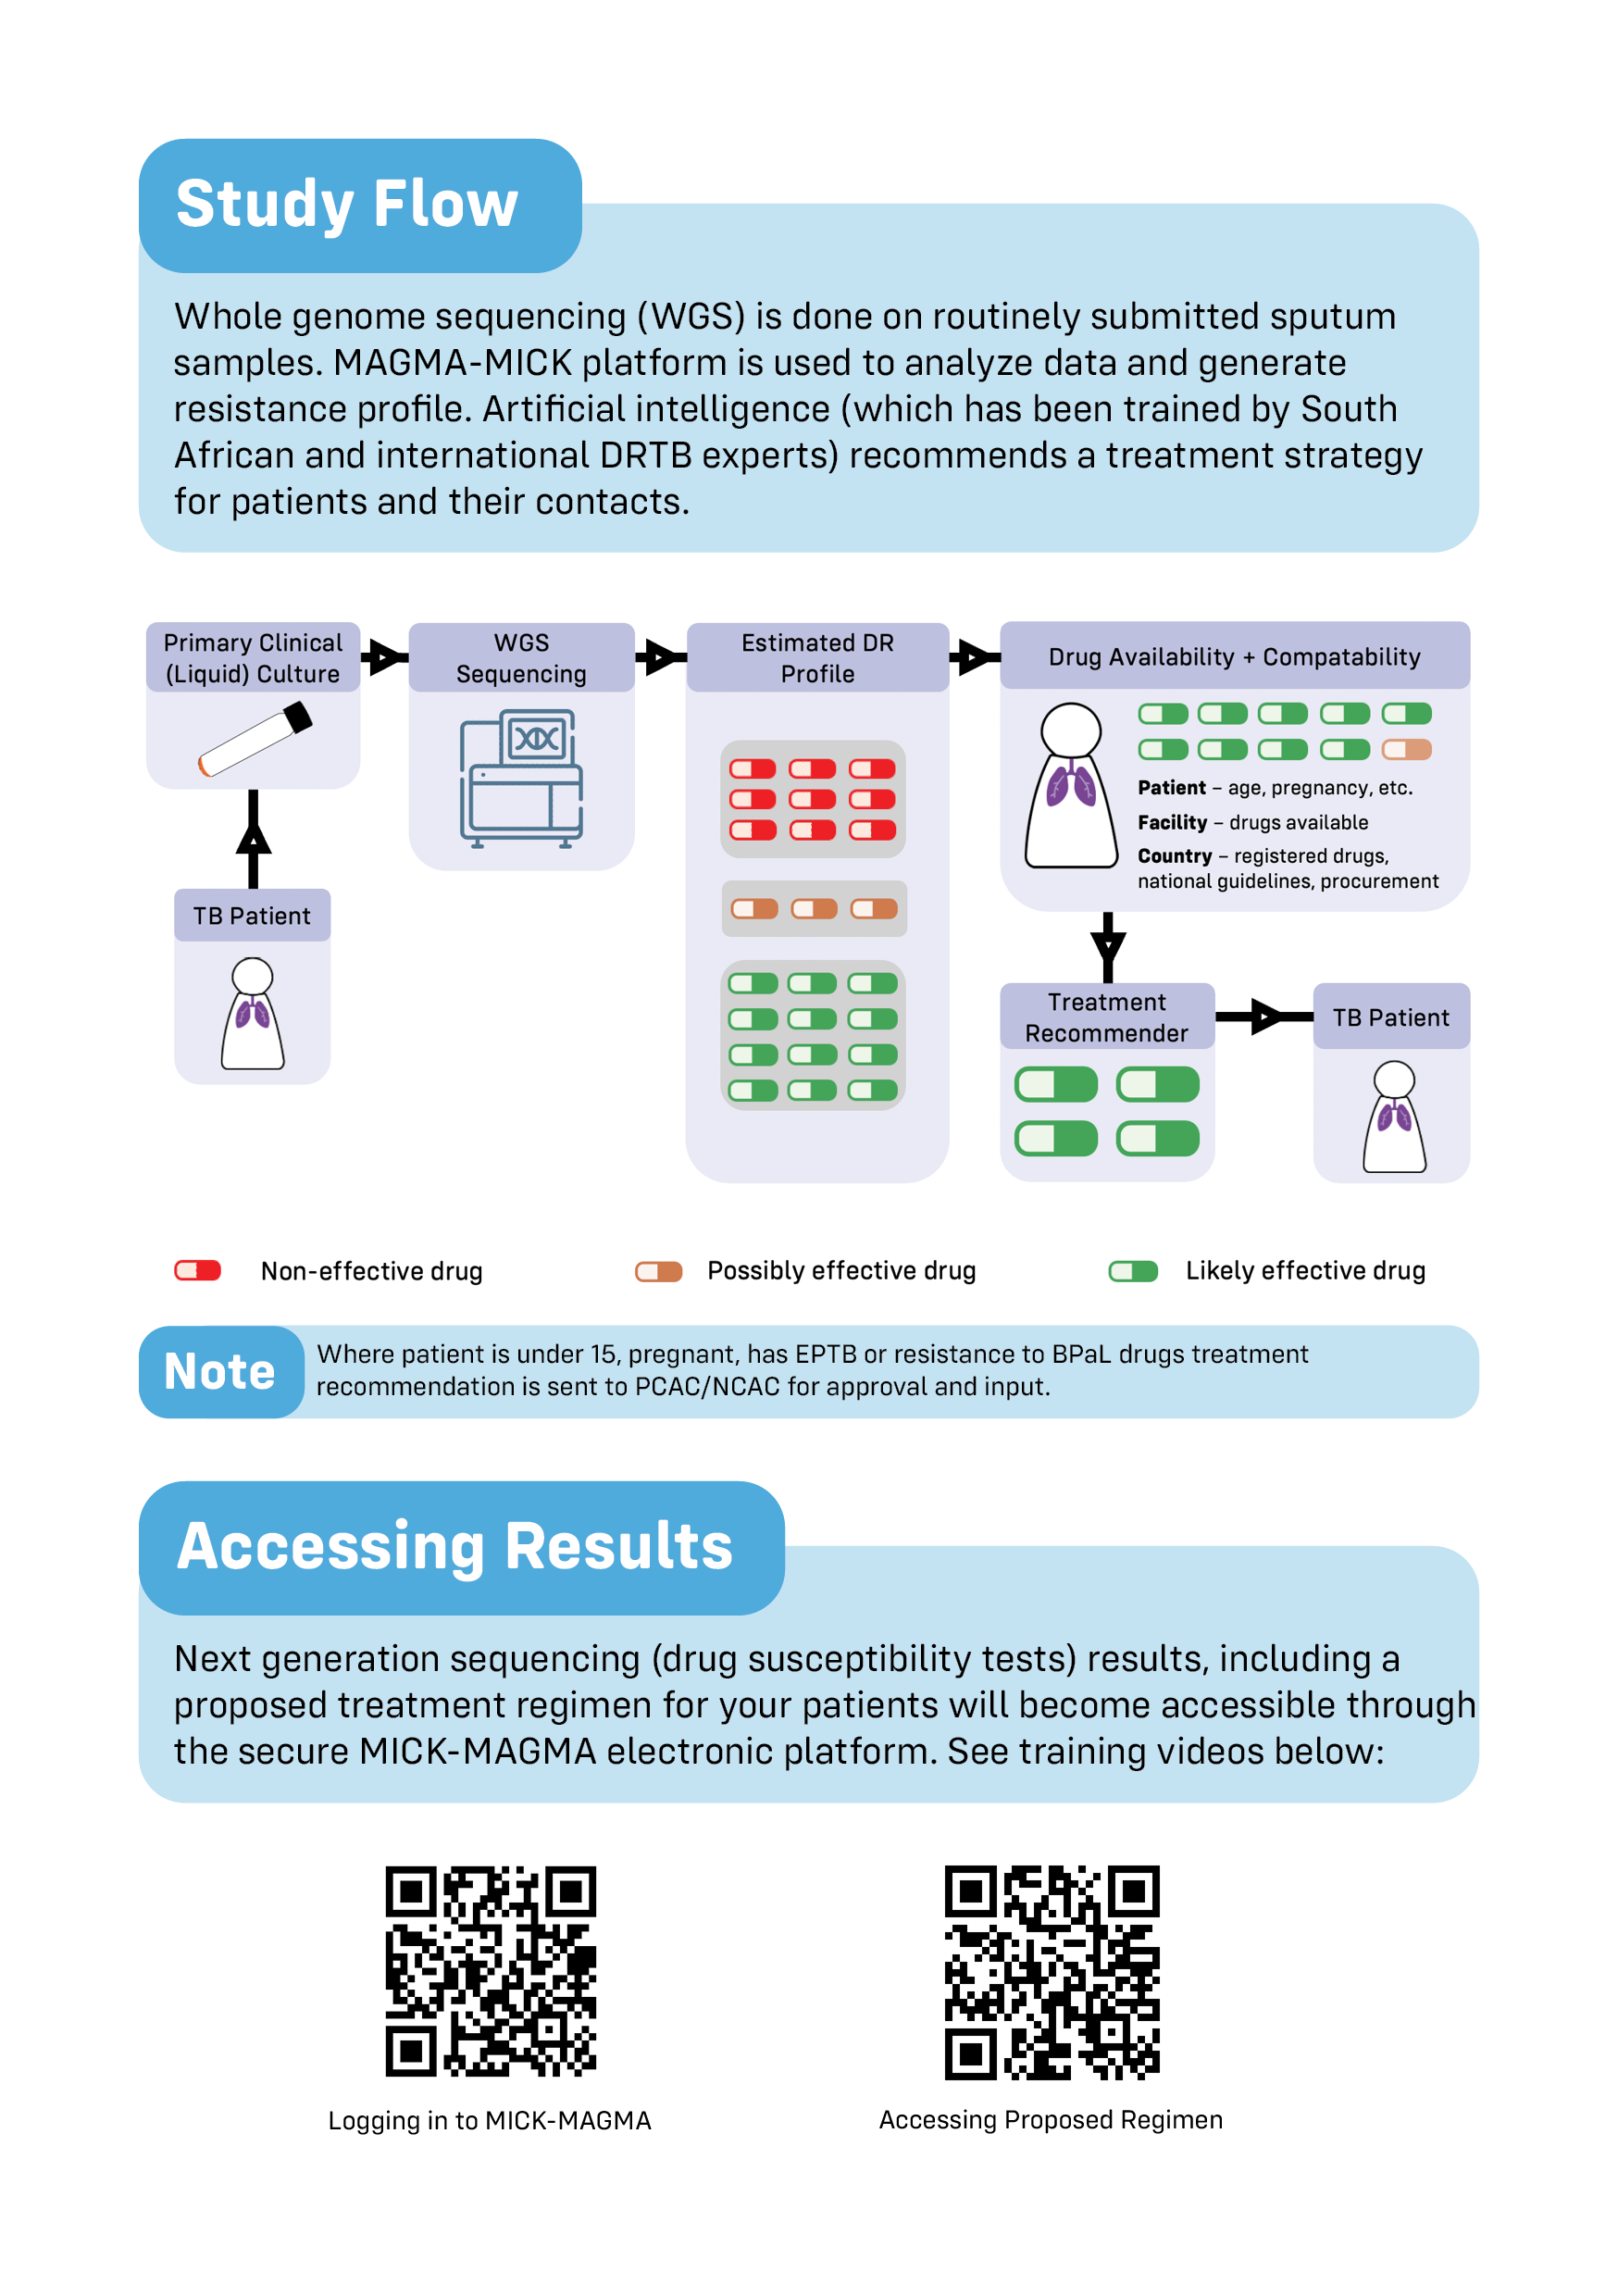 Study Flow
Whole genome sequencing (WGS) is done on routinely submitted sputum
samples. MAGMA-MICK platform is used to analyze data and generate
resistance profile. Artificial intelligence (which has been trained by South
African and international DRTB experts) recommends a treatment strategy
for patients and their contacts.
Primary Clinical
(Liquid) Culture
WGS
Sequencing
Estimated DR
Profile
Drug Availability + Compatability
Patient – age, pregnancy, etc.
Facility – drugs available
Country – registered drugs,
national guidelines, procurement
TB Patient
Treatment
Recommender
TB Patient
Non-effective drug
Possibly effective drug
Likely effective drug
Note
Where patient is under 15, pregnant, has EPTB or resistance to BPaL drugs treatment
recommendation is sent to PCAC/NCAC for approval and input.
Accessing Results
Next generation sequencing (drug susceptibility tests) results, including a
proposed treatment regimen for your patients will become accessible through
the secure MICK-MAGMA electronic platform. See training videos below:
Logging in to MICK-MAGMA
Accessing Proposed Regimen